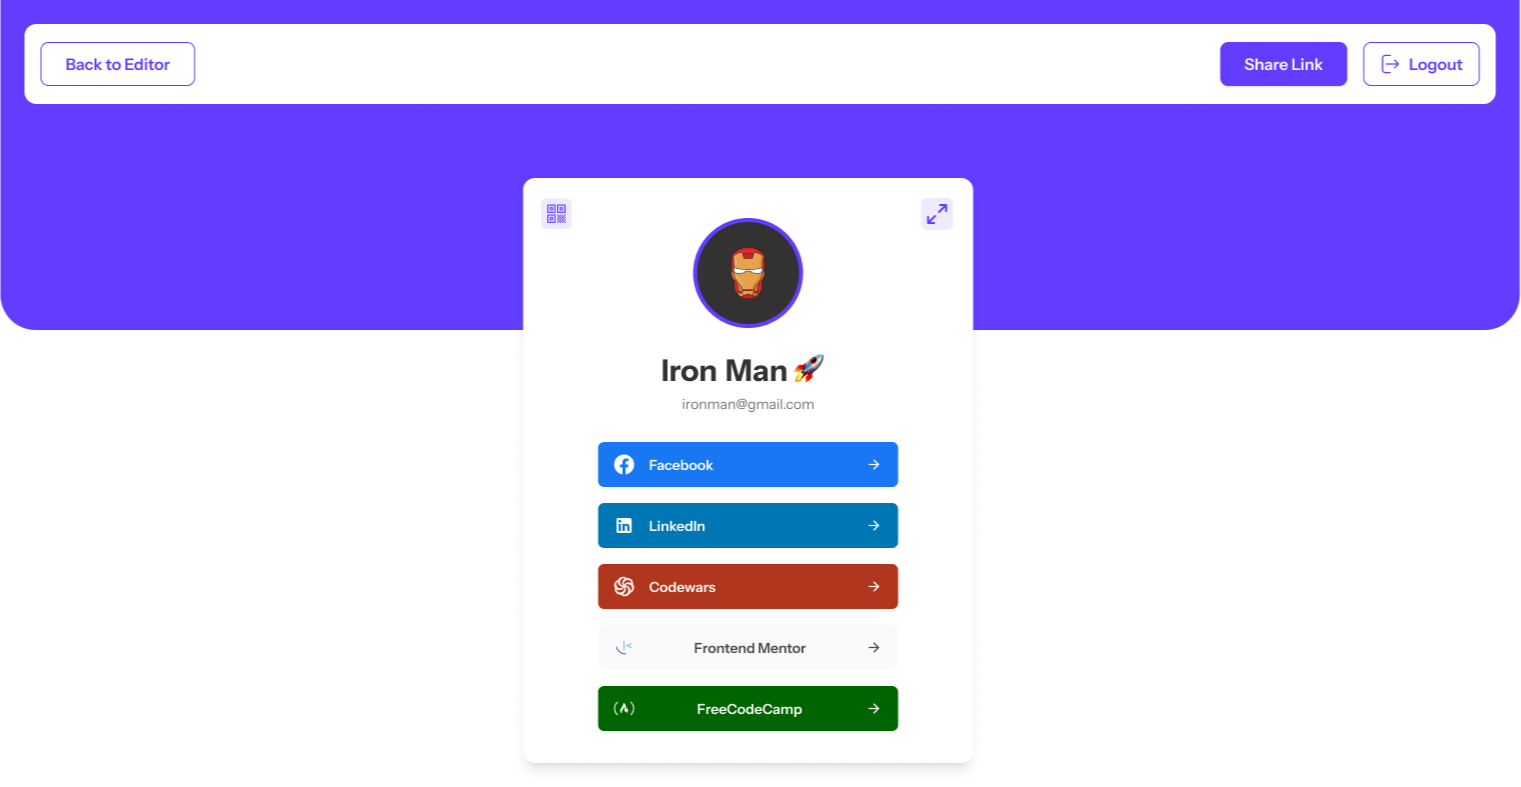 Back to Editor
Share Link
Logout
Iron Man 🚀
ironman@gmail.com
Facebook
LinkedIn
Codewars
Frontend Mentor
FreeCodeCamp